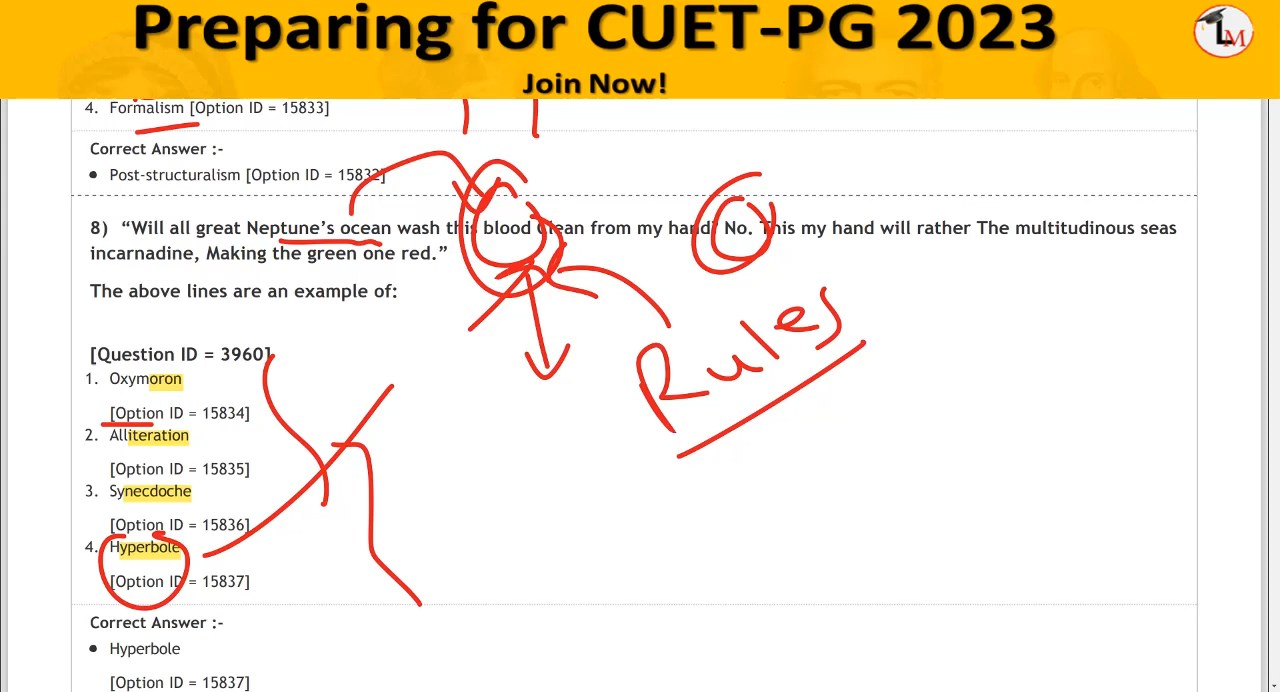 Preparing for CUET-PG 2023
Join Now!
LM
4. Formalism [Option ID = 15833]
Correct Answer :-
• Post-structuralism [Option ID = 15832]
8) “Will all great Neptune’s ocean wash this blood Clean from my hand? No. This my hand will rather The multitudinous seas
incarnadine, Making the green one red.”
The above lines are an example of:
[Question ID = 3960]
1. Oxymoron
[Option ID = 15834]
2. Alliteration
[Option ID = 15835]
3. Synecdoche
[Option ID = 15836]
4. Hyperbole
[Option ID = 15837]
Rules
Correct Answer :-
• Hyperbole
[Option ID = 15837]